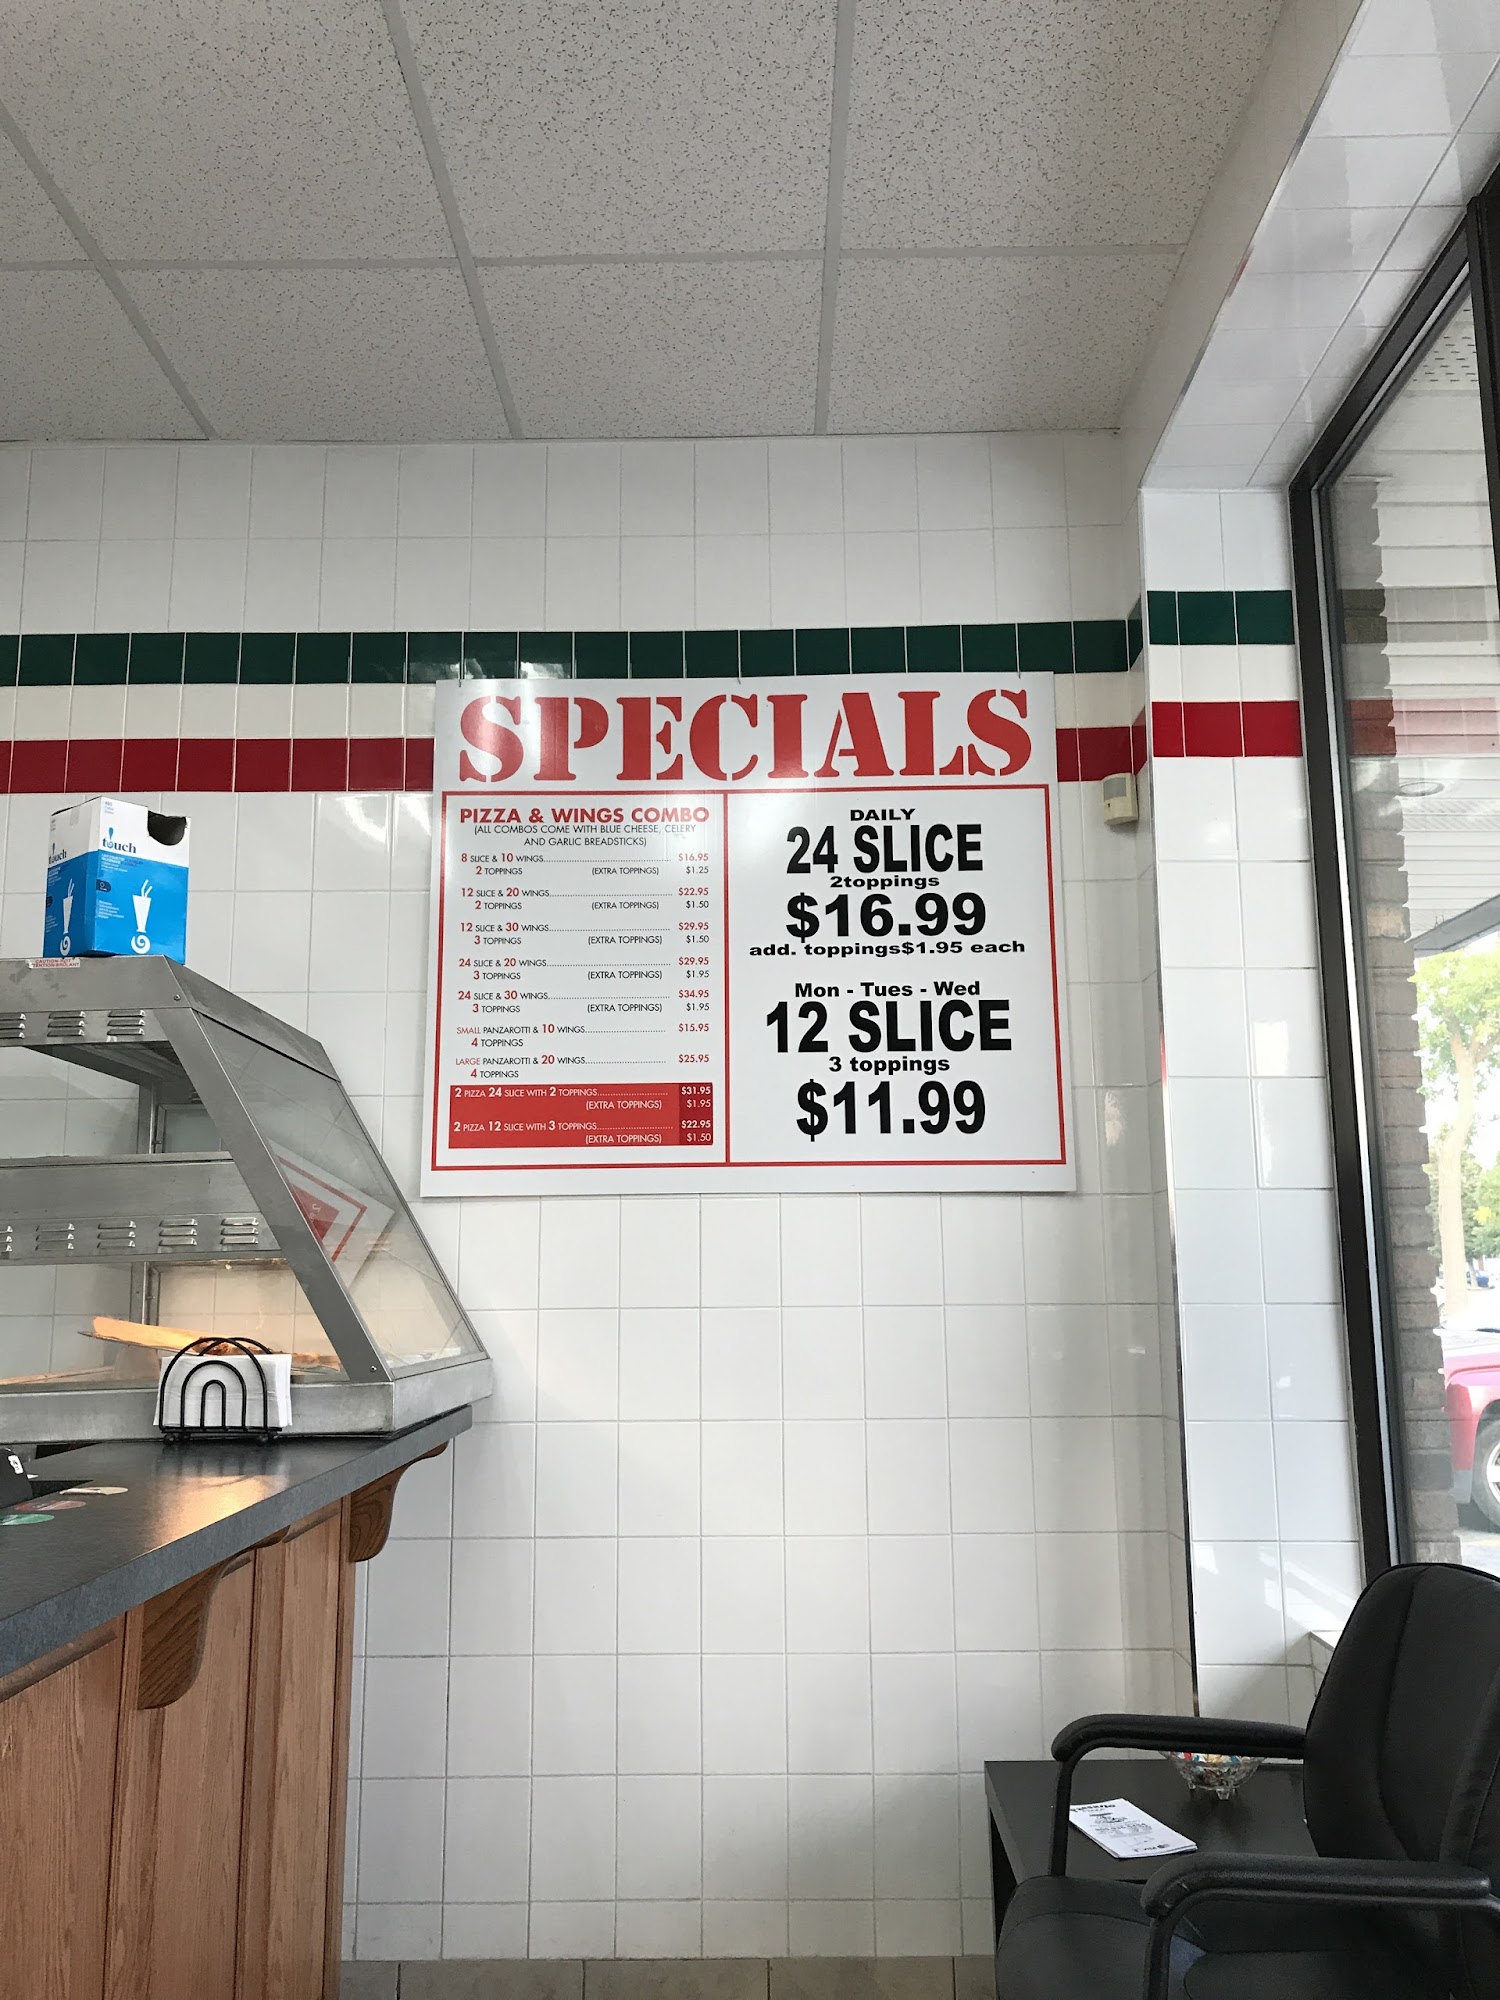 SPECIALS
PIZZA & WINGS COMBO
(ALL COMBOS COME WITH BLUE CHEESE, CELERY
AND GARLIC BREADSTICKS)
8 SLICE & 10 WINGS........................................ $16.95
2 TOPPINGS (EXTRA TOPPINGS) $1.25
12 SLICE & 20 WINGS...................................... $22.95
2 TOPPINGS (EXTRA TOPPINGS) $1.50
12 SLICE & 30 WINGS...................................... $29.95
3 TOPPINGS (EXTRA TOPPINGS) $1.50
24 SLICE & 20 WINGS...................................... $29.95
3 TOPPINGS (EXTRA TOPPINGS) $1.95
24 SLICE & 30 WINGS...................................... $34.95
3 TOPPINGS (EXTRA TOPPINGS) $1.95
SMALL PANZAROTTI & 10 WINGS......................... $15.95
4 TOPPINGS
LARGE PANZAROTTI & 20 WINGS......................... $25.95
4 TOPPINGS
2 PIZZA 24 SLICE WITH 2 TOPPINGS...................... $31.95
(EXTRA TOPPINGS) $1.95
2 PIZZA 12 SLICE WITH 3 TOPPINGS...................... $22.95
(EXTRA TOPPINGS) $1.50
DAILY
24 SLICE
2toppings
$16.99
add. toppings$1.95 each
Mon - Tues - Wed
12 SLICE
3 toppings
$11.99
touch
touch